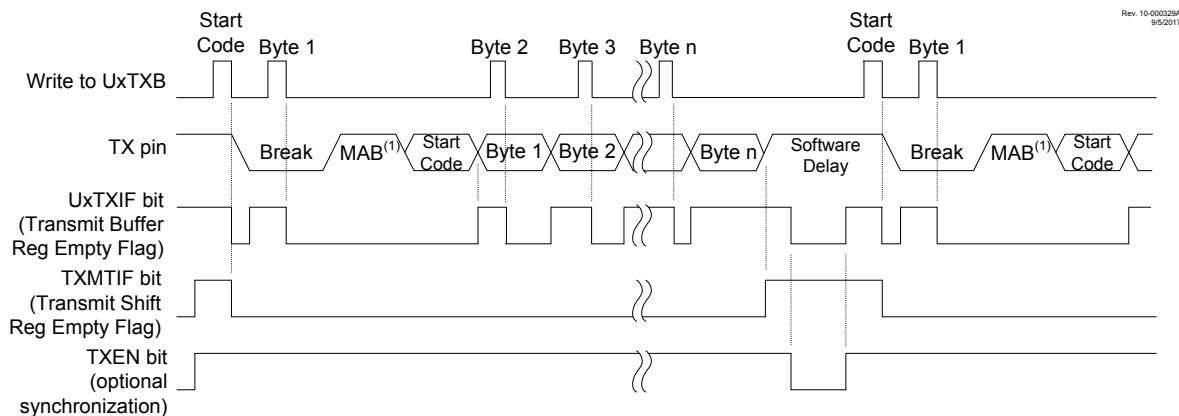 Rev. 10-000329A
9/5/2017
Start
Code
Byte 1
Byte 2
Byte 3
Byte n
Start
Code
Byte 1
Write to UxTXB
TX pin
Break
MAB(1)
Start
Code
Byte 1
Byte 2
Byte n
Software
Delay
Break
MAB(1)
Start
Code
UxTXIF bit
(Transmit Buffer
Reg Empty Flag)
TXMTIF bit
(Transmit Shift
Reg Empty Flag)
TXEN bit
(optional
synchronization)